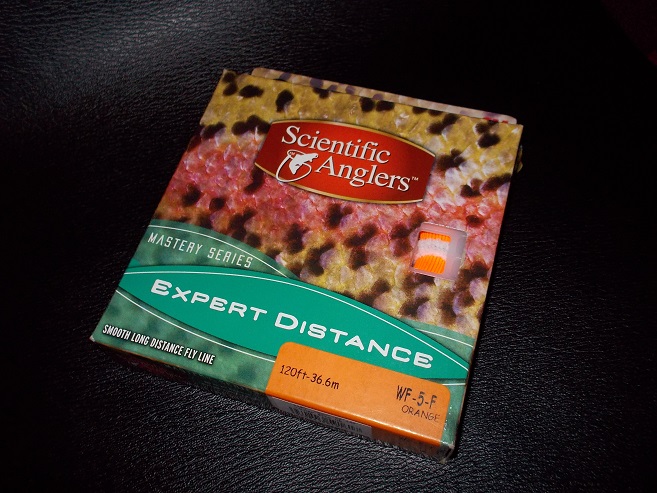 Scientific
Anglers™
MASTERY SERIES
EXPERT DISTANCE
SMOOTH LONG DISTANCE FLY LINE
120ft-36.6m
WF-5-F
ORANGE